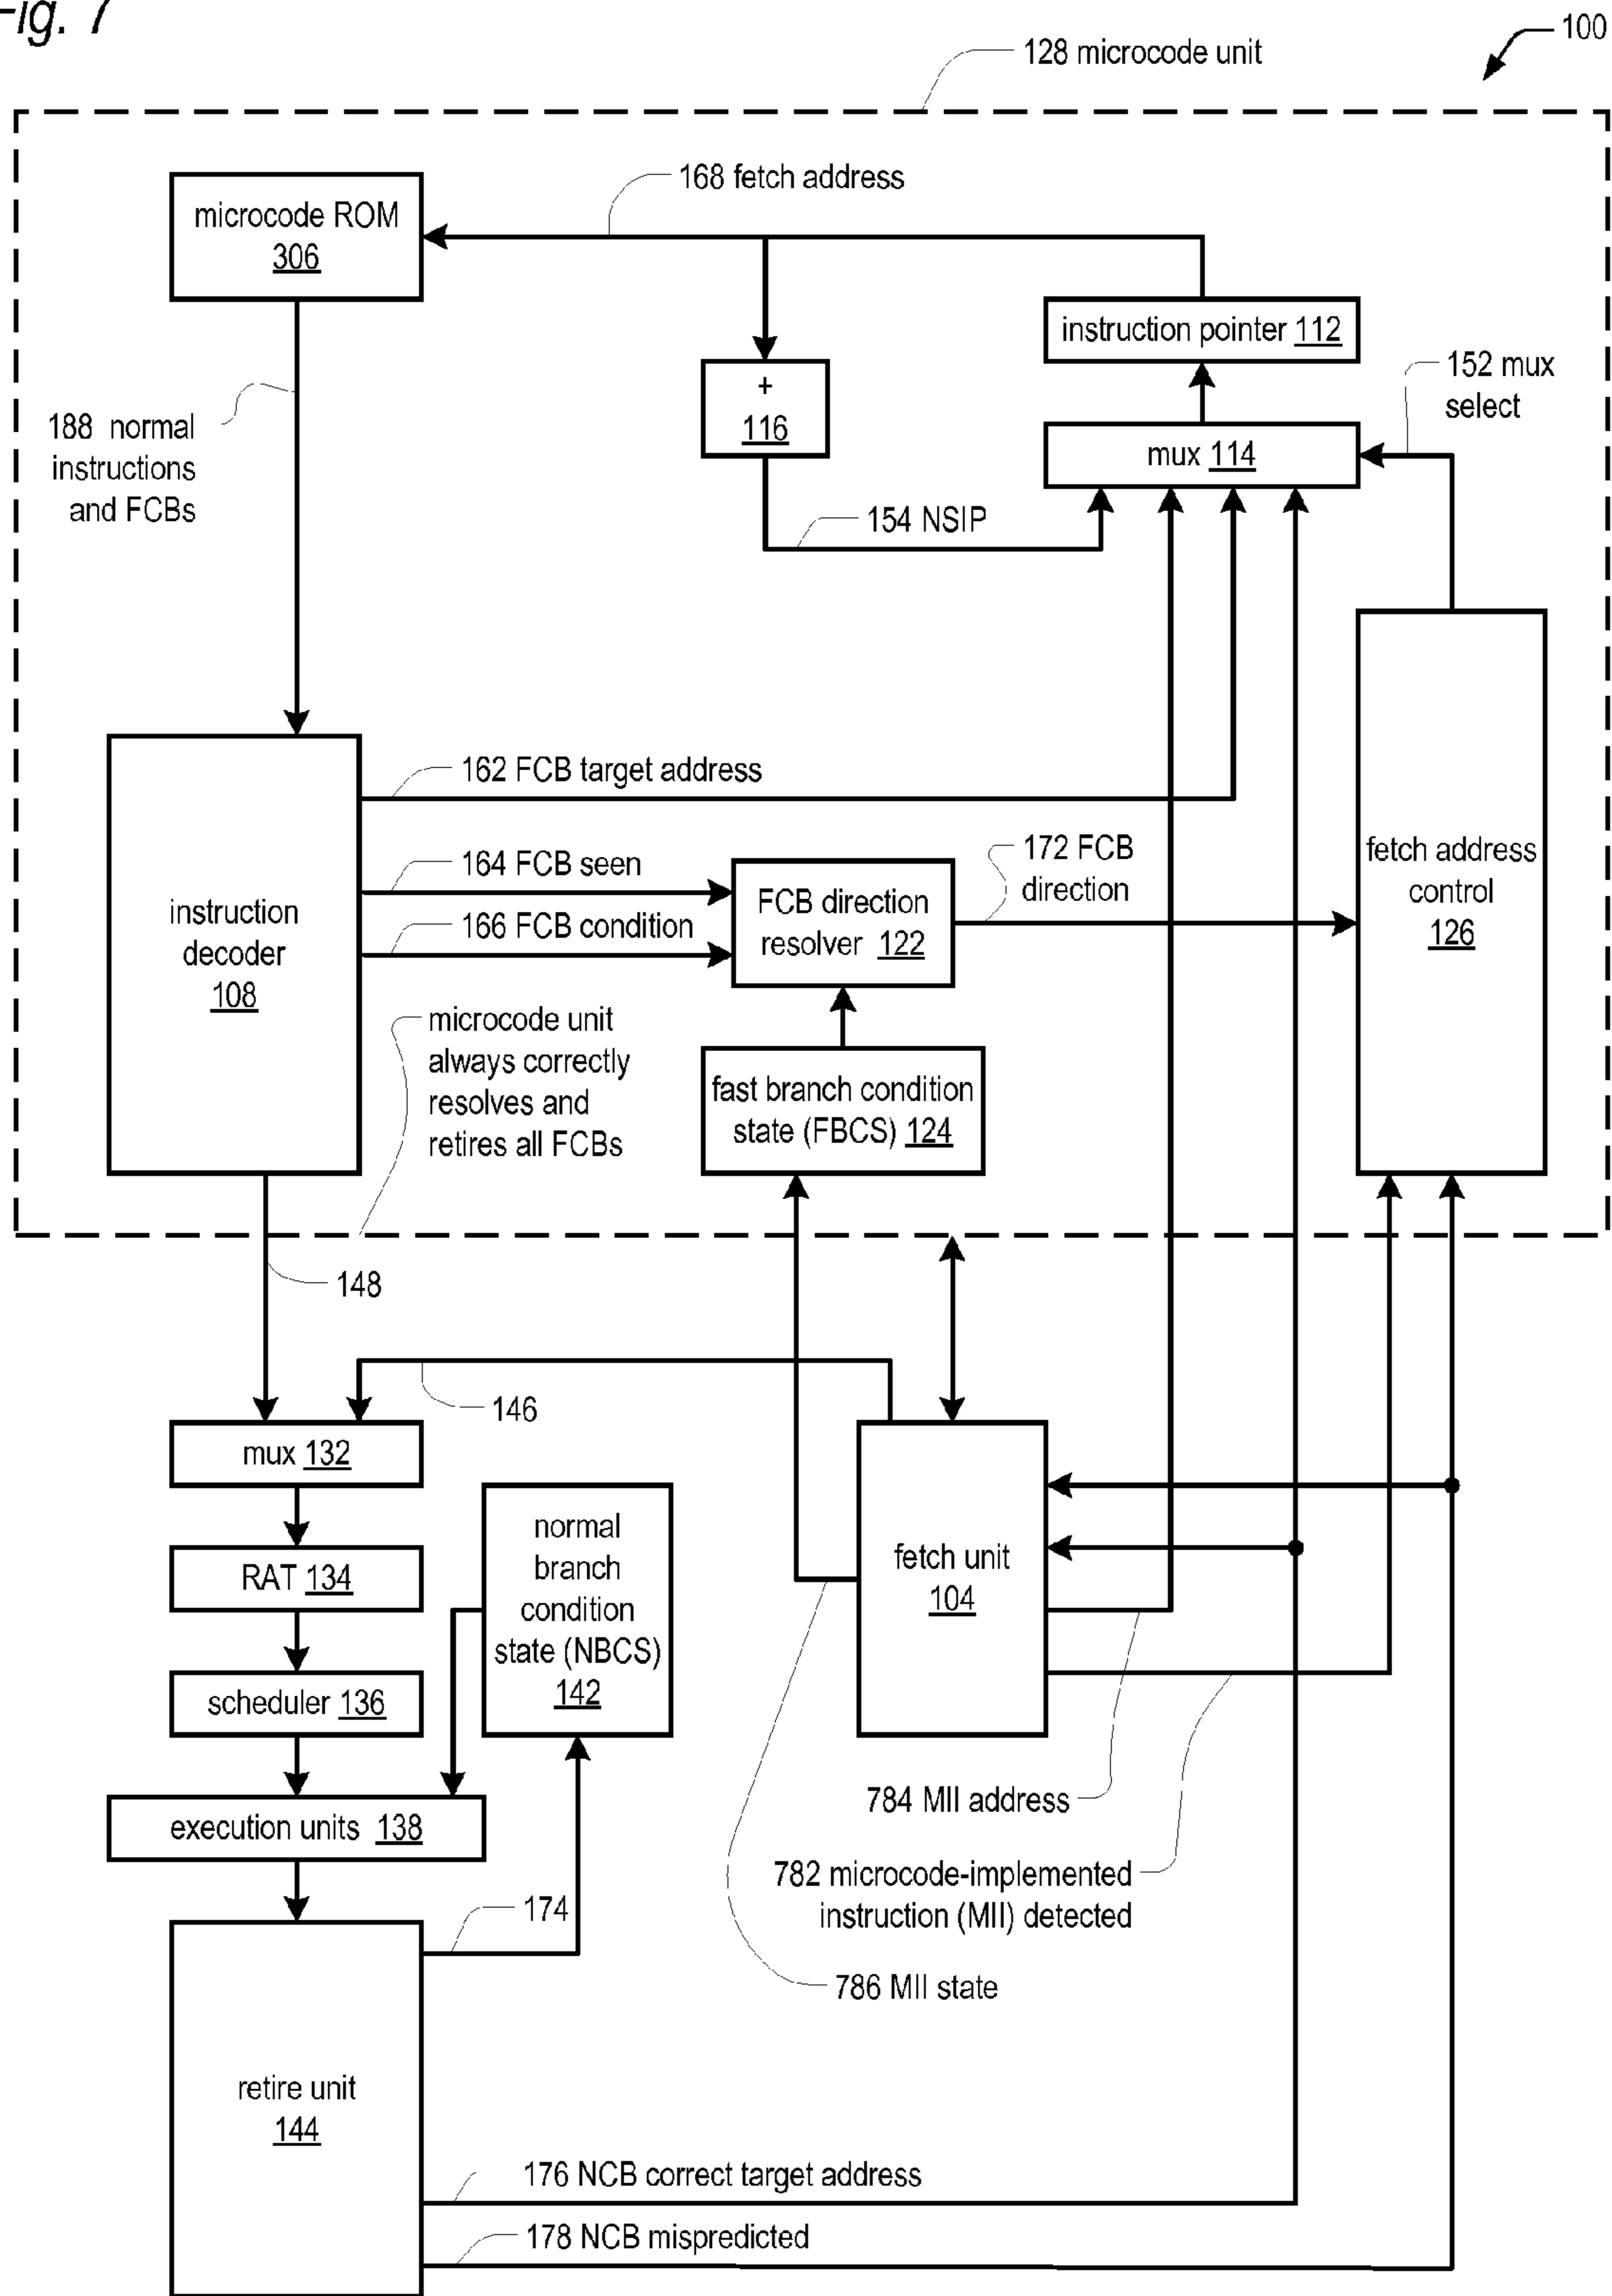 Fig. 7
100
128 microcode unit
168 fetch address
microcode ROM
306
instruction pointer 112
152 mux
select
+
116
188 normal
instructions
and FCBs
mux 114
154 NSIP
162 FCB target address
164 FCB seen
172 FCB
direction
fetch address
control
126
FCB direction
resolver 122
166 FCB condition
instruction
decoder
108
microcode unit
always correctly
resolves and
retires all FCBs
fast branch condition
state (FBCS) 124
148
146
mux 132
normal
branch
condition
state (NBCS)
142
fetch unit
104
RAT 134
scheduler 136
784 MII address
execution units 138
782 microcode-implemented
instruction (MII) detected
174
786 MII state
retire unit
144
176 NCB correct target address
178 NCB mispredicted